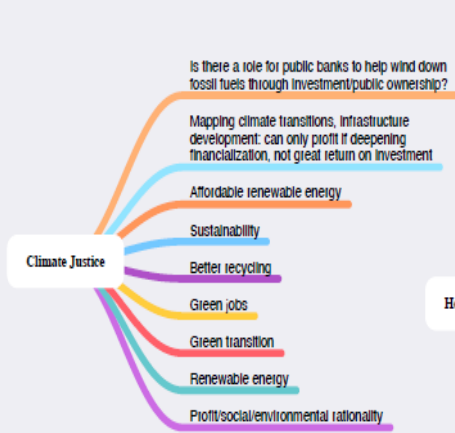 Is there a role for public banks to help wind down
fossil fuels through investment/public ownership?
Mapping climate transitions, infrastructure
development: can only profit if deepening
financialization, not great return on investment
Affordable renewable energy
Sustainability
Climate Justice
Better recycling
Green jobs
Green transition
Renewable energy
Profit/social/environmental rationality